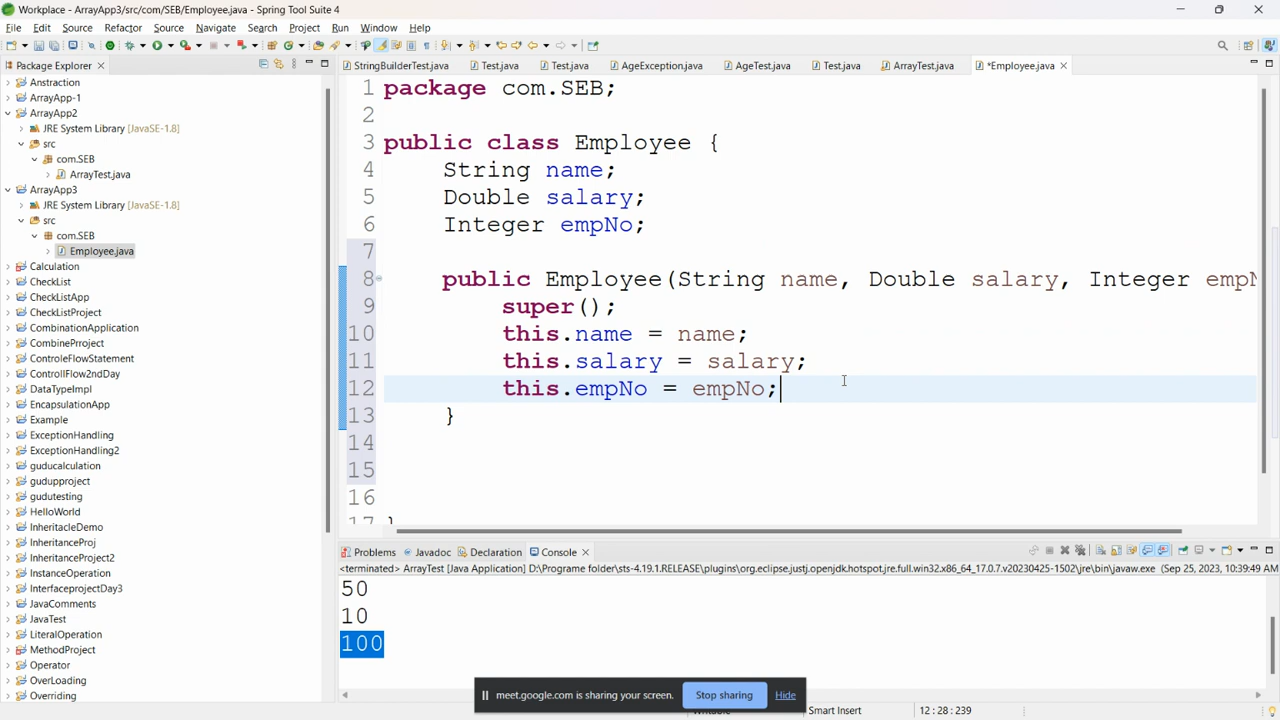 Workplace - ArrayApp3/src/com/SEB/Employee.java - Spring Tool Suite 4
File Edit Source Refactor Source Navigate Search Project Run Window Help
Package Explorer
StringBuilderTest.java Test.java Test.java AgeException.java AgeTest.java Test.java ArrayTest.java *Employee.java
Anstraction
ArrayApp-1
ArrayApp2
JRE System Library [JavaSE-1.8]
src
com.SEB
ArrayTest.java
ArrayApp3
JRE System Library [JavaSE-1.8]
src
com.SEB
Employee.java
Calculation
CheckList
CheckListApp
CheckListProject
CombinationApplication
CombineProject
ControleFlowStatement
ControllFlow2ndDay
DataTypeImpl
EncapsulationApp
Example
ExceptionHandling
ExceptionHandling2
guducalculation
gudupproject
gudutesting
HelloWorld
InheritacleDemo
InheritanceProj
InheritanceProject2
InstanceOperation
InterfaceprojectDay3
JavaComments
JavaTest
LiteralOperation
MethodProject
Operator
OverLoading
Overriding
1 package com.SEB;
2
3 public class Employee {
4 String name;
5 Double salary;
6 Integer empNo;
7
8 public Employee(String name, Double salary, Integer empN
9 super();
10 this.name = name;
11 this.salary = salary;
12 this.empNo = empNo;
13 }
14
15
16
17 }
Problems Javadoc Declaration Console
<terminated> ArrayTest [Java Application] D:\Programe folder\sts-4.19.1.RELEASE\plugins\org.eclipse.justj.openjdk.hotspot.jre.full.win32.x86_64_17.0.7.v20230425-1502\jre\bin\javaw.exe (Sep 25, 2023, 10:39:49 AM
50
10
100
meet.google.com is sharing your screen. Stop sharing Hide
Smart Insert 12 : 28 : 239